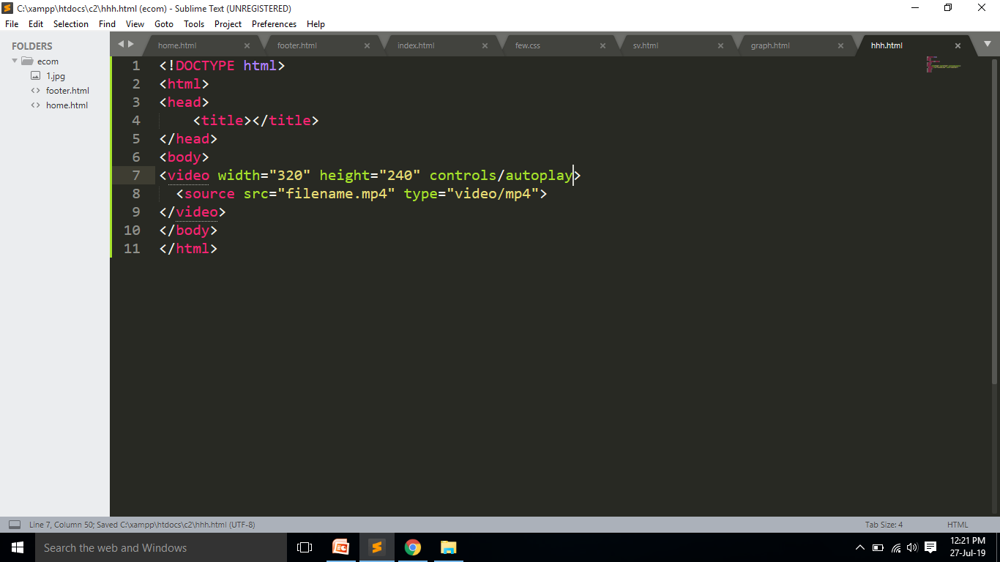 C:\xampp\htdocs\c2\hhh.html (ecom) - Sublime Text (UNREGISTERED)
File Edit Selection Find View Goto Tools Project Preferences Help
FOLDERS
ecom
1.jpg
footer.html
home.html
home.html footer.html index.html few.css sv.html graph.html hhh.html
1 <!DOCTYPE html>
2 <html>
3 <head>
4 <title></title>
5 </head>
6 <body>
7 <video width="320" height="240" controls/autoplay>
8 <source src="filename.mp4" type="video/mp4">
9 </video>
10 </body>
11 </html>
Line 7, Column 50; Saved C:\xampp\htdocs\c2\hhh.html (UTF-8) Tab Size: 4 HTML
Search the web and Windows
12:21 PM
27-Jul-19